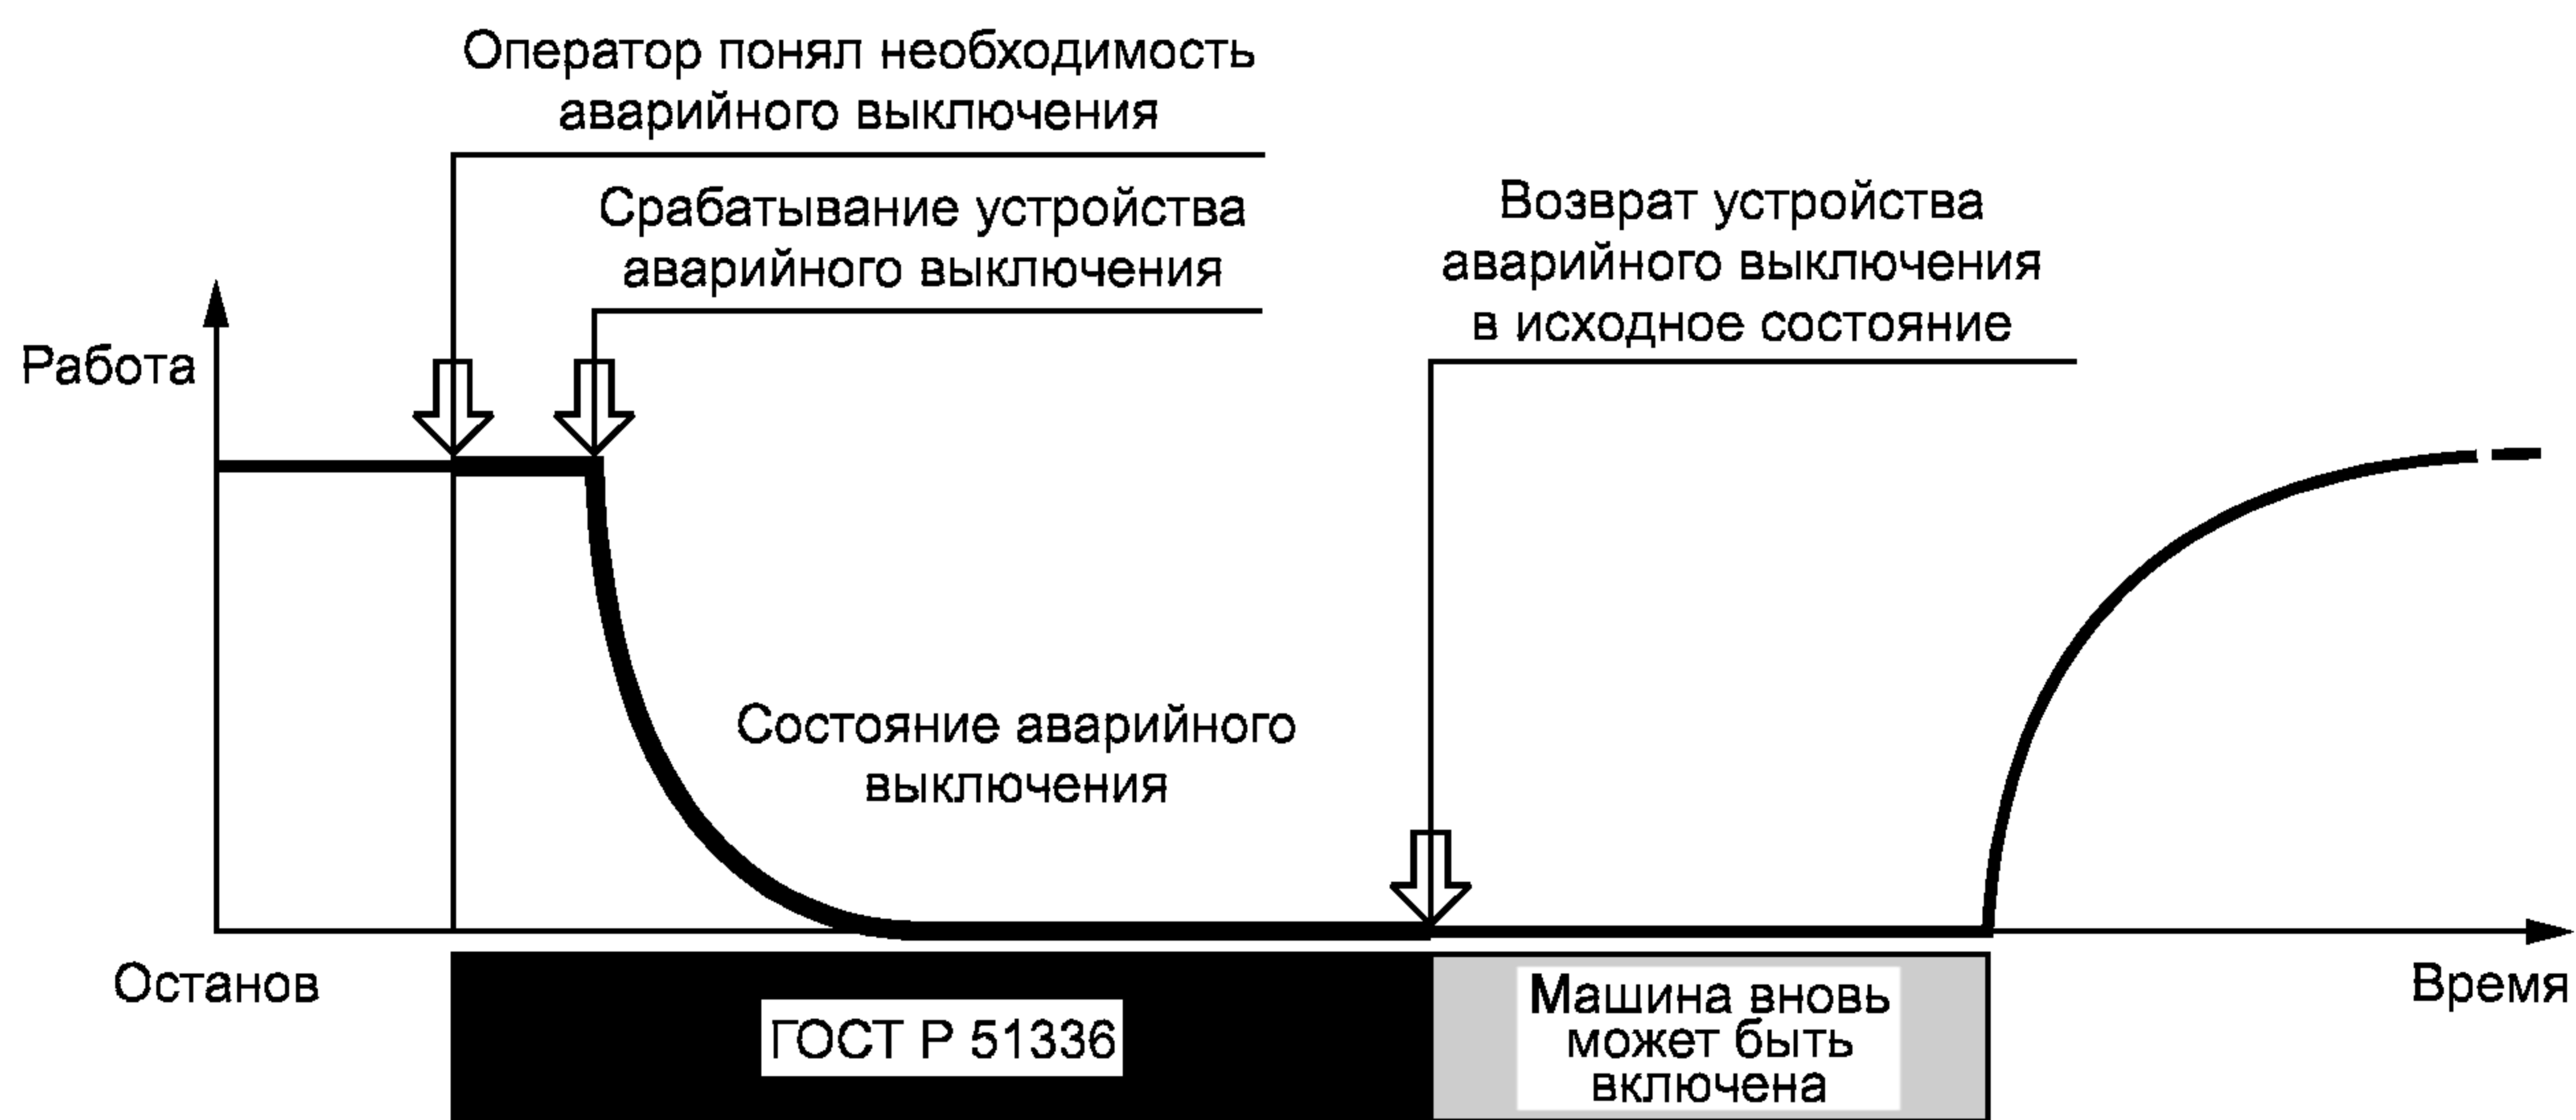 Оператор понял необходимость
аварийного выключения
Срабатывание устройства
аварийного выключения
Возврат устройства
аварийного выключения
в исходное состояние
Работа
Состояние аварийного
выключения
Останов
Время
ГОСТ Р 51336
Машина вновь
может быть
включена